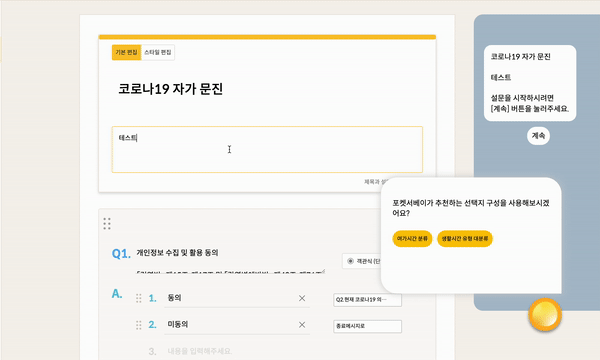 기본 편집
스타일 편집
코로나19 자가 문진
테스트
제목과
Q1. 개인정보 수집 및 활용 동의
객관식 (단
A.
1. 동의
Q2.현재 코로나19 의…
2. 미동의
종료메시지로
3. 내용을 입력해주세요.
코로나19 자가 문진
테스트
설문을 시작하시려면
[계속] 버튼을 눌러주세요.
계속
포켓서베이가 추천하는 선택지 구성을 사용해보시겠
어요?
여가시간 분류
생활시간 유형 대분류